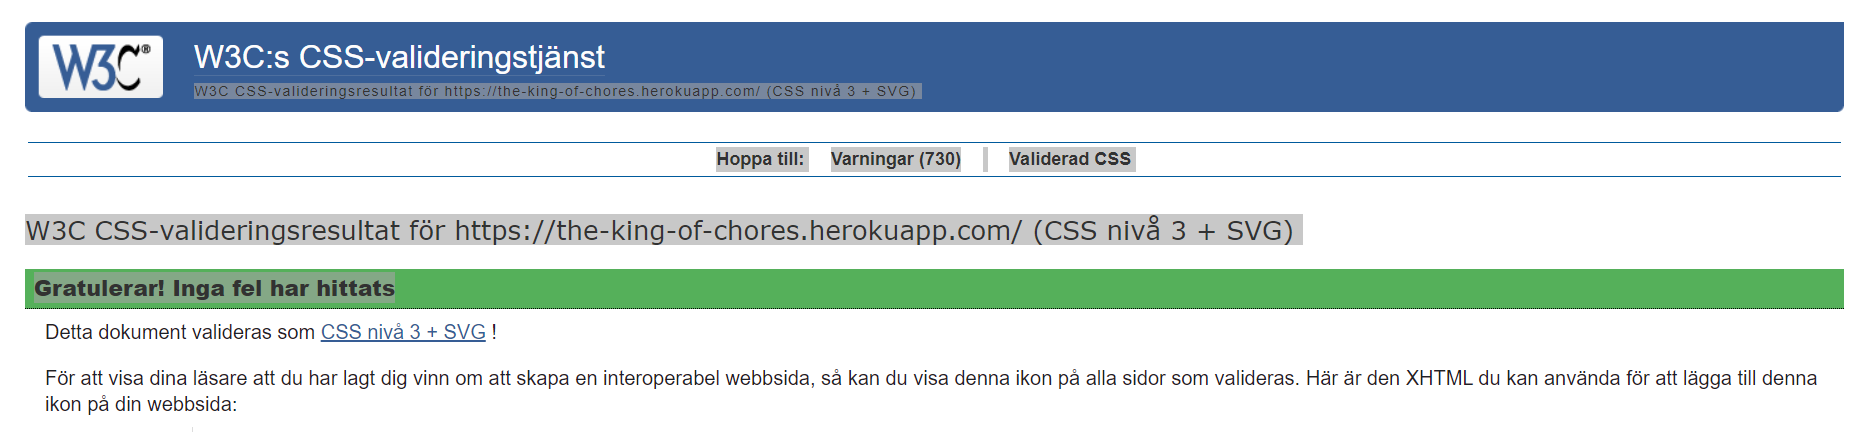 W3C®
W3C:s CSS-valideringstjänst
W3C CSS-valideringsresultat för https://the-king-of-chores.herokuapp.com/ (CSS nivå 3 + SVG)
Hoppa till: Varningar (730) Validerad CSS
W3C CSS-valideringsresultat för https://the-king-of-chores.herokuapp.com/ (CSS nivå 3 + SVG)
Gratulerar! Inga fel har hittats
Detta dokument valideras som CSS nivå 3 + SVG !
För att visa dina läsare att du har lagt dig vinn om att skapa en interoperabel webbsida, så kan du visa denna ikon på alla sidor som valideras. Här är den XHTML du kan använda för att lägga till denna
ikon på din webbsida: